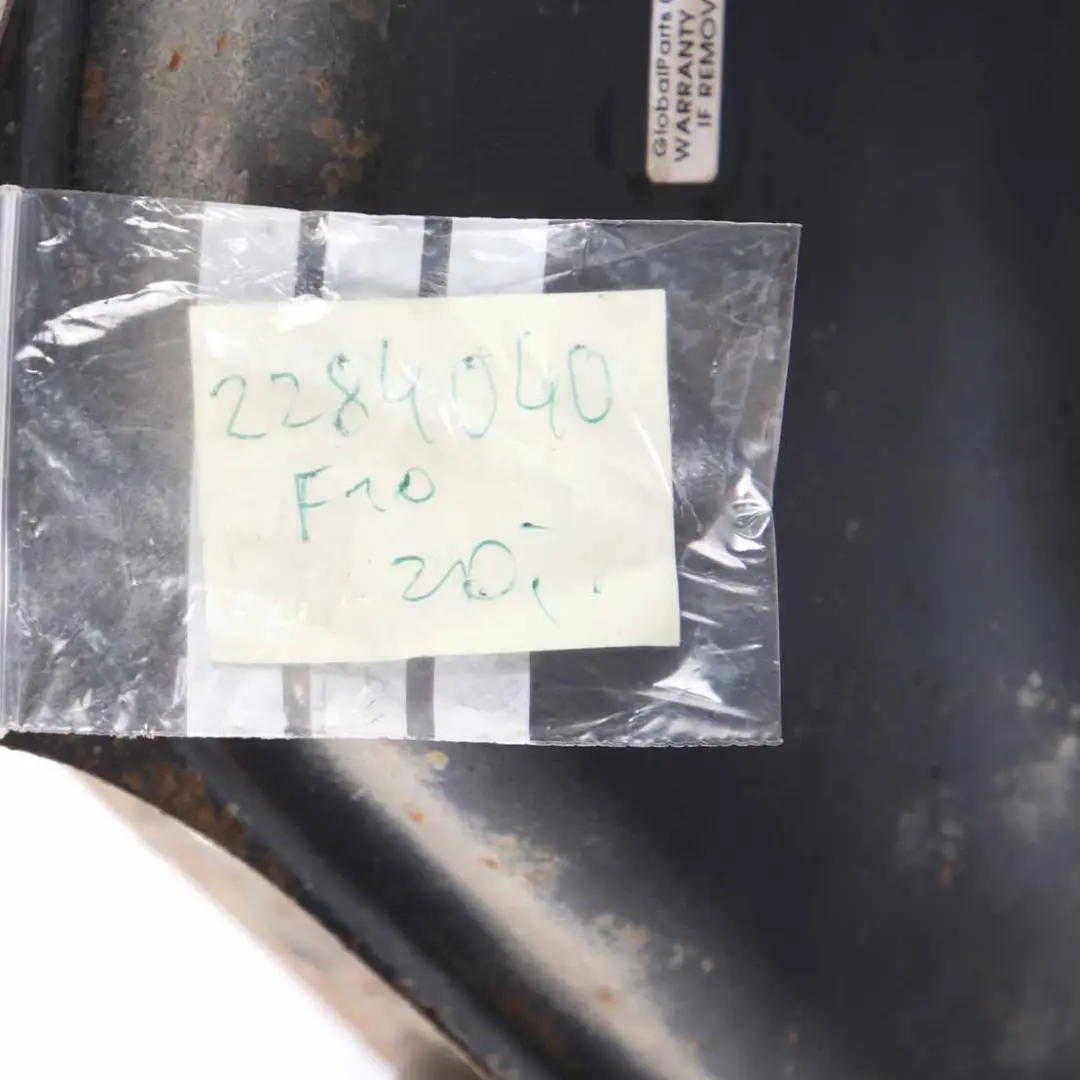 GlobalParts
WARRANTY
IF REMOV
2284040
F10
20,-